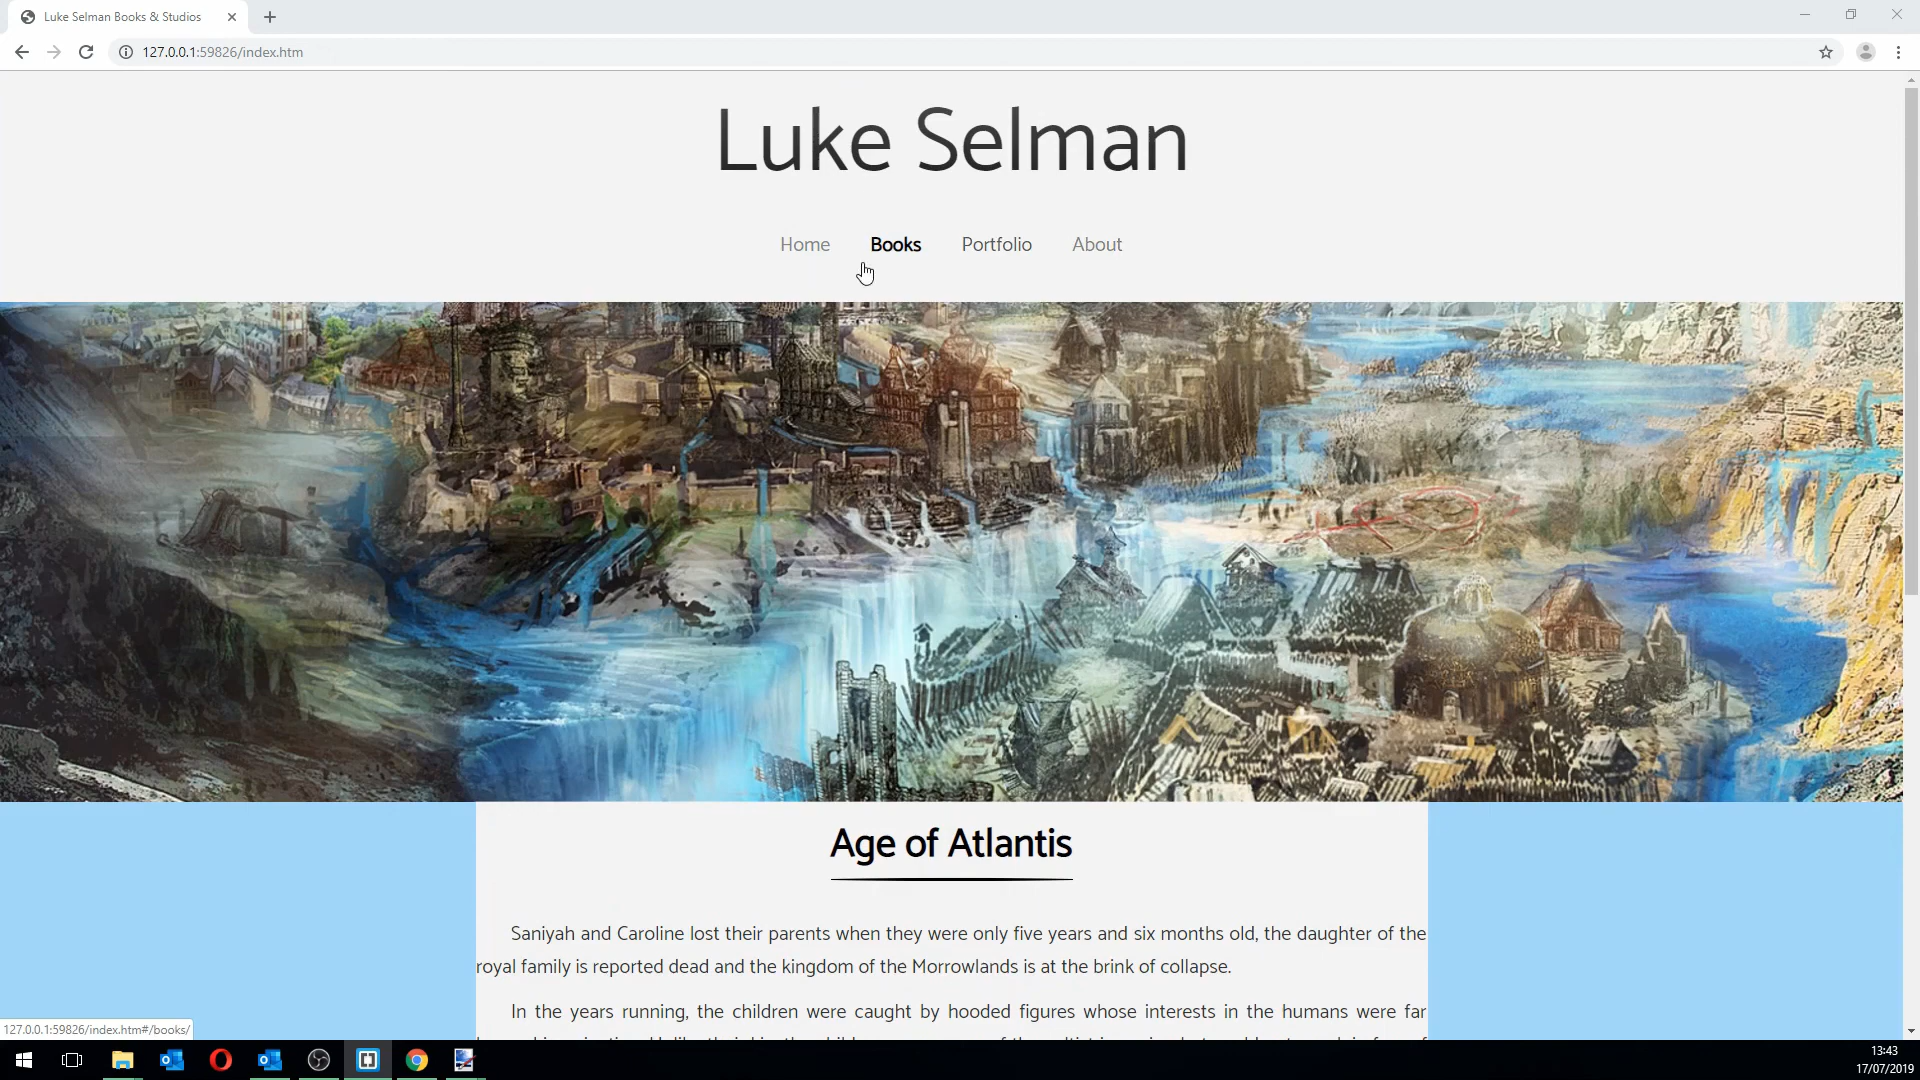 Luke Selman Books & Studios
127.0.0.1:59826/index.htm
Luke Selman
Home Books Portfolio About
Age of Atlantis
Saniyah and Caroline lost their parents when they were only five years and six months old, the daughter of the
royal family is reported dead and the kingdom of the Morrowlands is at the brink of collapse.
In the years running, the children were caught by hooded figures whose interests in the humans were far
127.0.0.1:59826/index.htm#/books/
13:43
17/07/2019